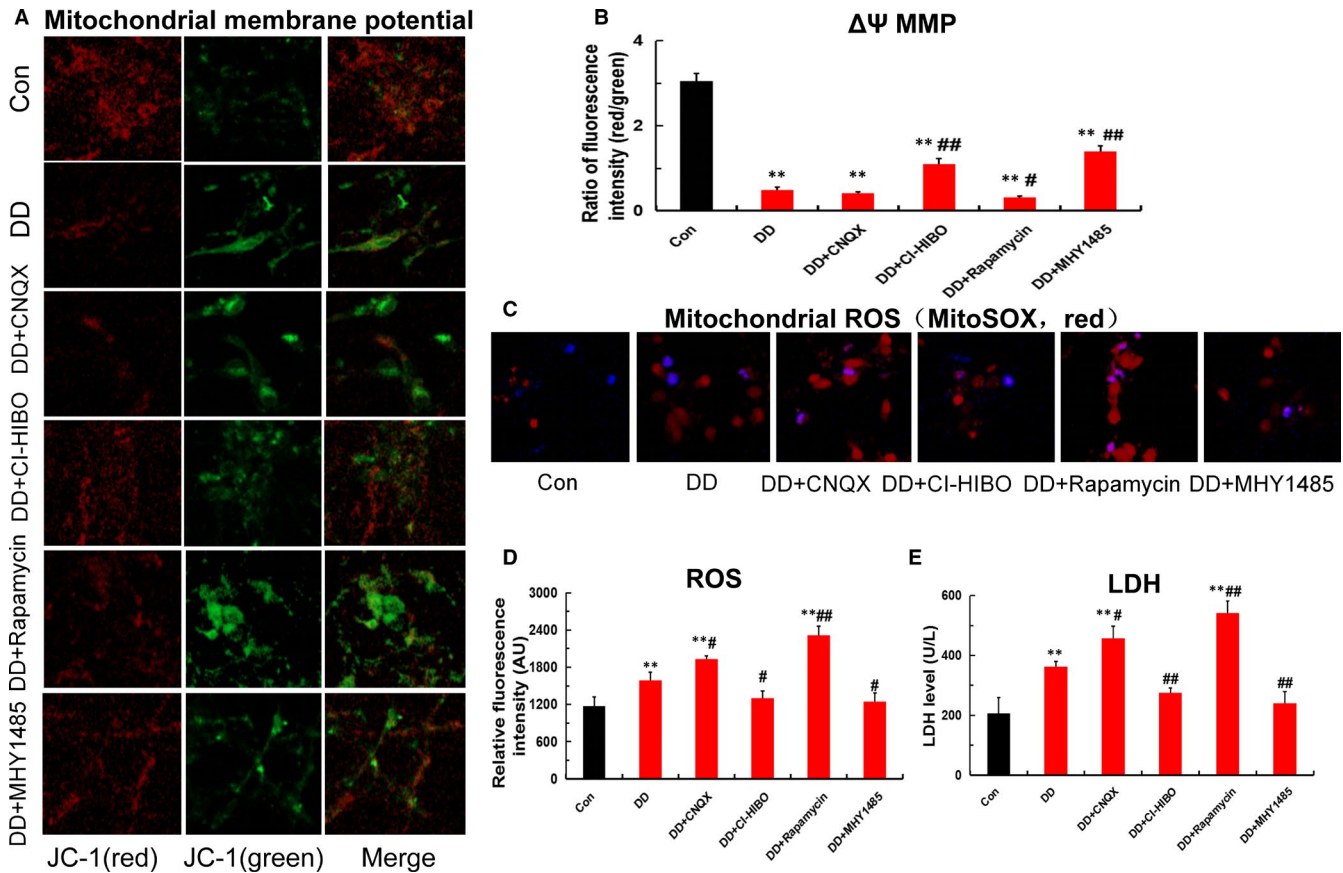 A
Mitochondrial membrane potential
Con
DD
DD+CNQX
DD+Cl-HIBO
DD+Rapamycin
DD+MHY1485
JC-1(red)
JC-1(green)
Merge
B
ΔΨ MMP
Ratio of fluorescence
intensity (red/green)
4
3
1
0
** ** ** ## ** # ** ##
Con
DD
DD+CNQX
DD+Cl-HIBO
DD+Rapamycin
DD+MHY1485
C
Mitochondrial ROS（MitoSOX，red）
Con
DD
DD+CNQX
DD+Cl-HIBO
DD+Rapamycin
DD+MHY1485
D
ROS
Relative fluorescence
intensity (AU)
3000
2400
1800
1200
600
0
** **# # **## #
Con
DD
DD+CNQX
DD+Cl-HIBO
DD+Rapamycin
DD+MHY1485
E
LDH
LDH level (U/L)
600
400
200
0
** **# ## **## ##
Con
DD
DD+CNQX
DD+Cl-HIBO
DD+Rapamycin
DD+MHY1485